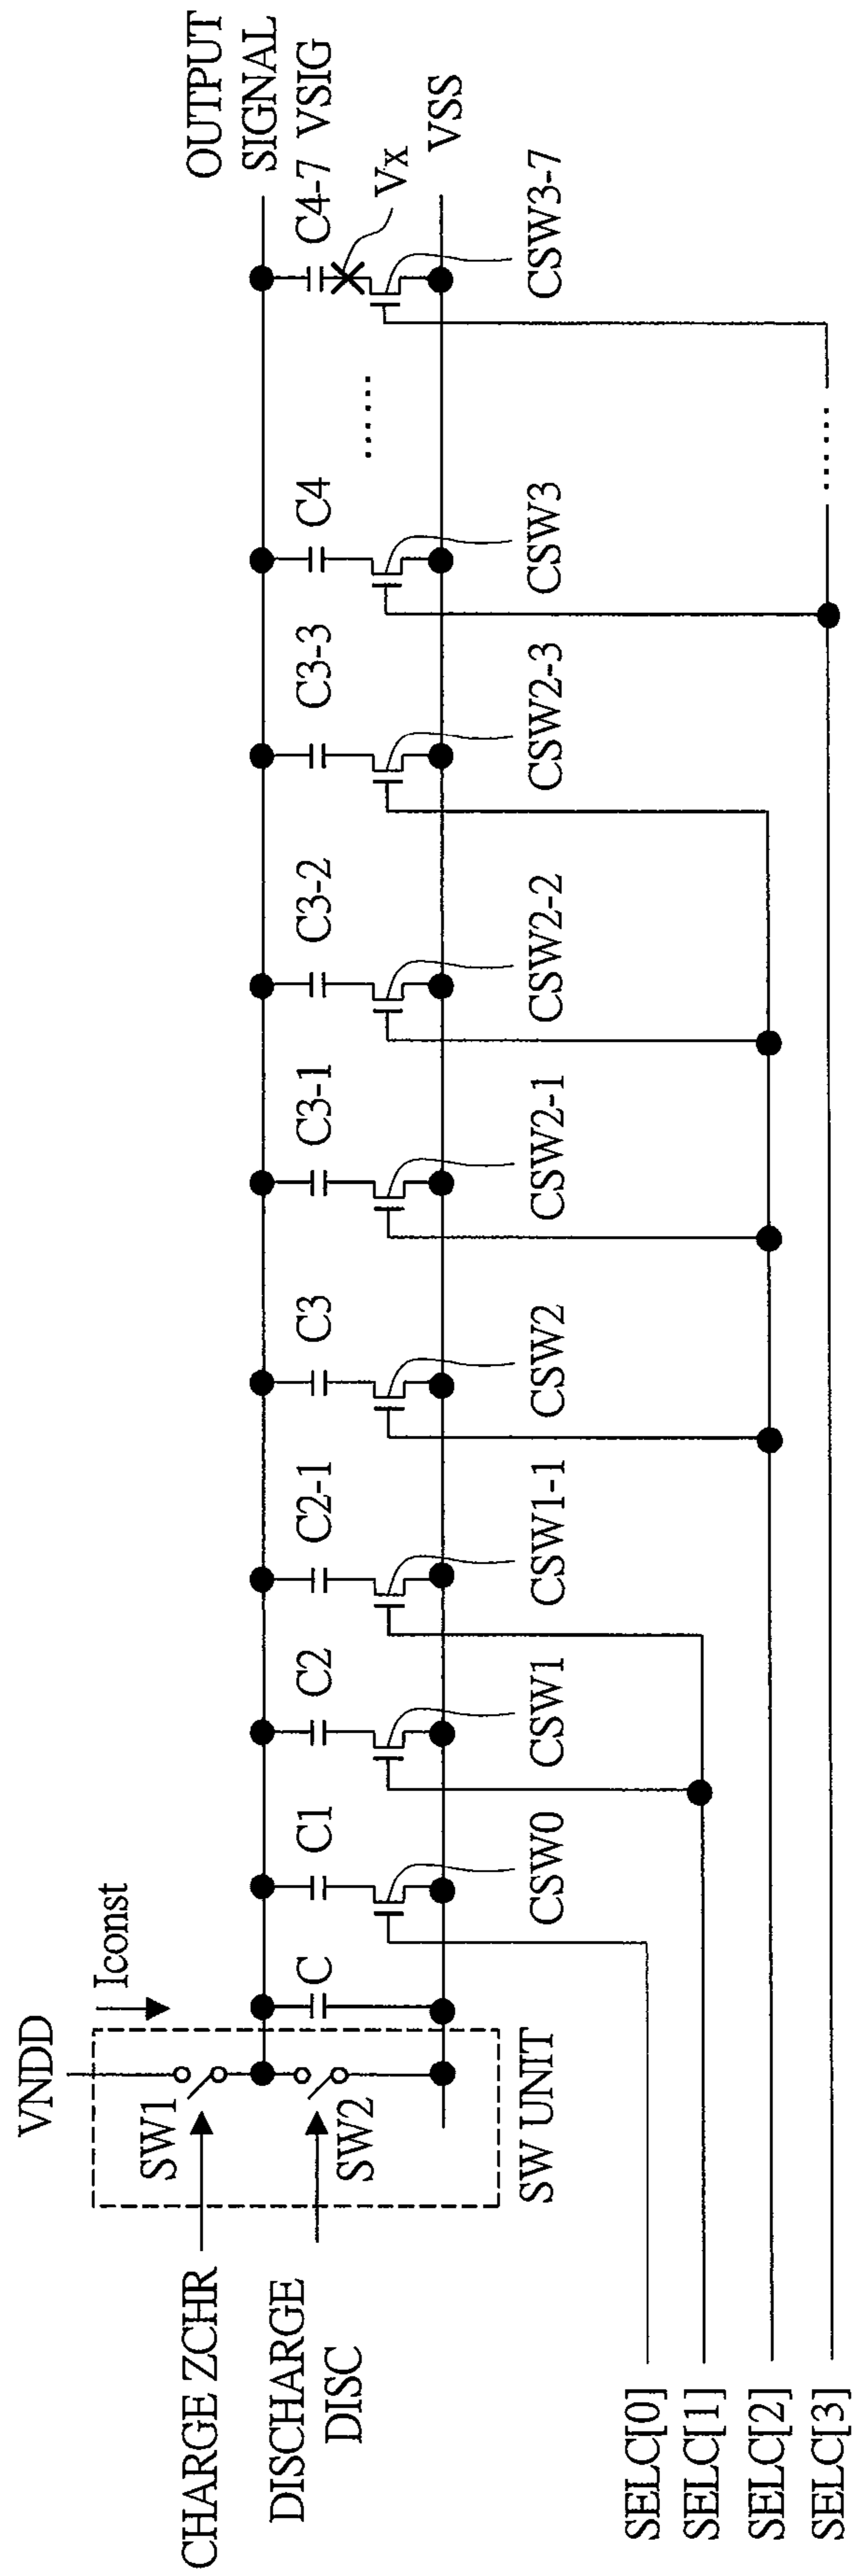 VNDD
Iconst
SW1
SW2
SW UNIT
CHARGE ZCHR
DISCHARGE
DISC
C
C1
C2
C2-1
C3
C3-1
C3-2
C3-3
C4
......
C4-7 VSIG
OUTPUT
SIGNAL
Vx
VSS
CSW0
CSW1
CSW1-1
CSW2
CSW2-1
CSW2-2
CSW2-3
CSW3
CSW3-7
......
SELC[0]
SELC[1]
SELC[2]
SELC[3]